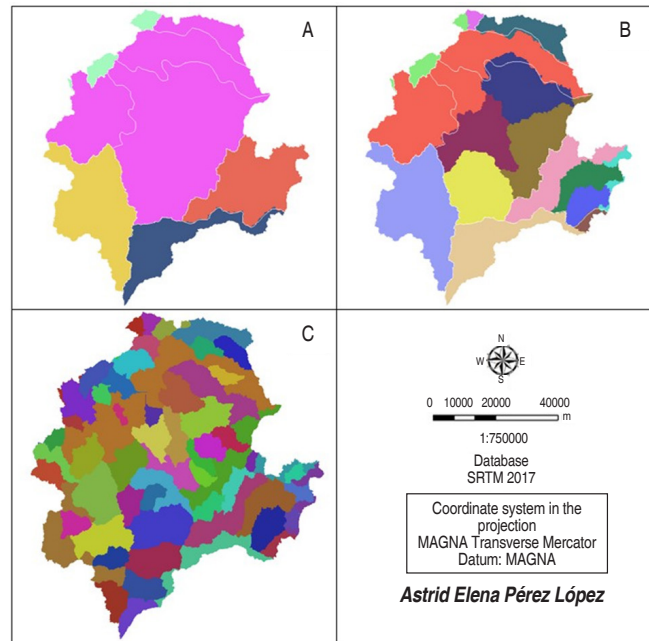 A
B
C
N
W E
S
0 10000 20000 40000
m
1:750000
Database
SRTM 2017
Coordinate system in the
projection
MAGNA Transverse Mercator
Datum: MAGNA
Astrid Elena Pérez López